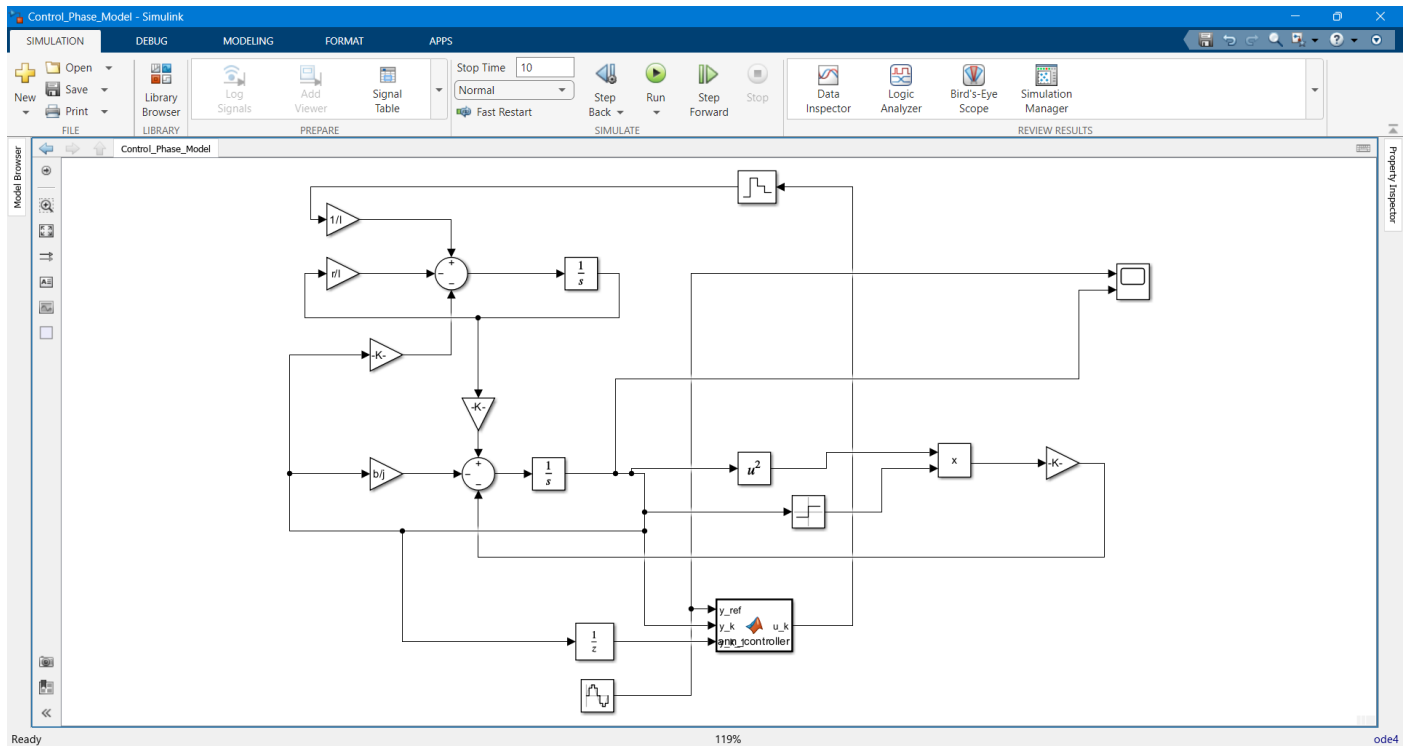 Control_Phase_Model - Simulink
SIMULATION DEBUG MODELING FORMAT APPS
New
Open
Save
Print
FILE
Library Browser
LIBRARY
Log Signals
Add Viewer
Signal Table
PREPARE
Stop Time 10
Normal
Fast Restart
Step Back
Run
Step Forward
Stop
SIMULATE
Data Inspector
Logic Analyzer
Bird's-Eye Scope
Simulation Manager
REVIEW RESULTS
Model Browser
Control_Phase_Model
Property Inspector
1/l
r/l
1
s
-K-
-K-
b/j
1
s
u²
x
-K-
y_ref
y_k
u_k
controller
1
z
Ready
119%
ode4